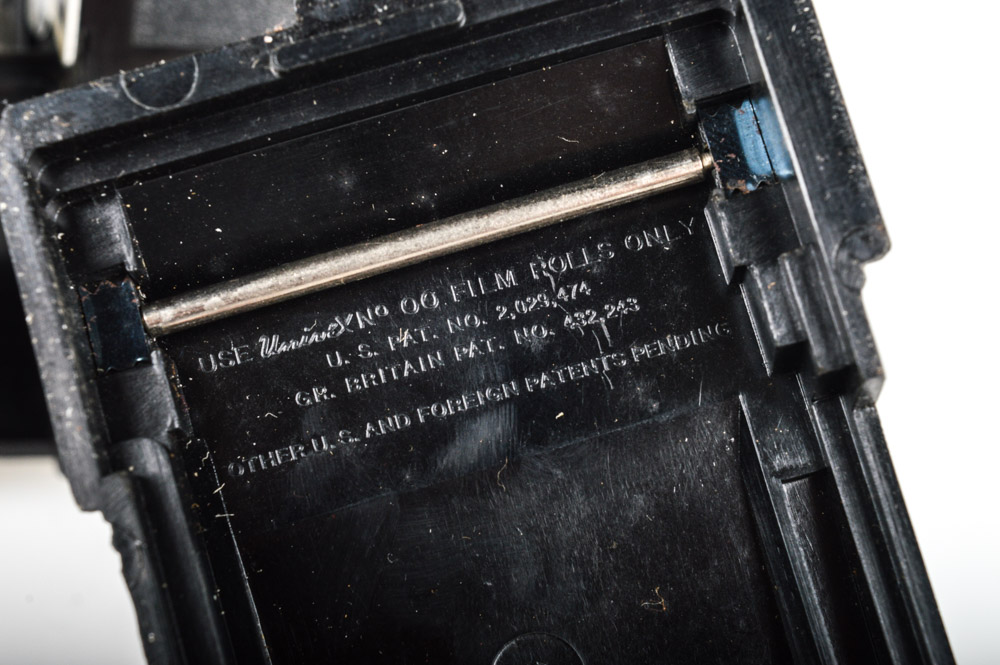 USE UniveX No 00 FILM ROLLS ONLY
U. S. PAT. NO. 2,029,474
GR. BRITAIN PAT. NO. 432,243
OTHER U. S. AND FOREIGN PATENTS PENDING